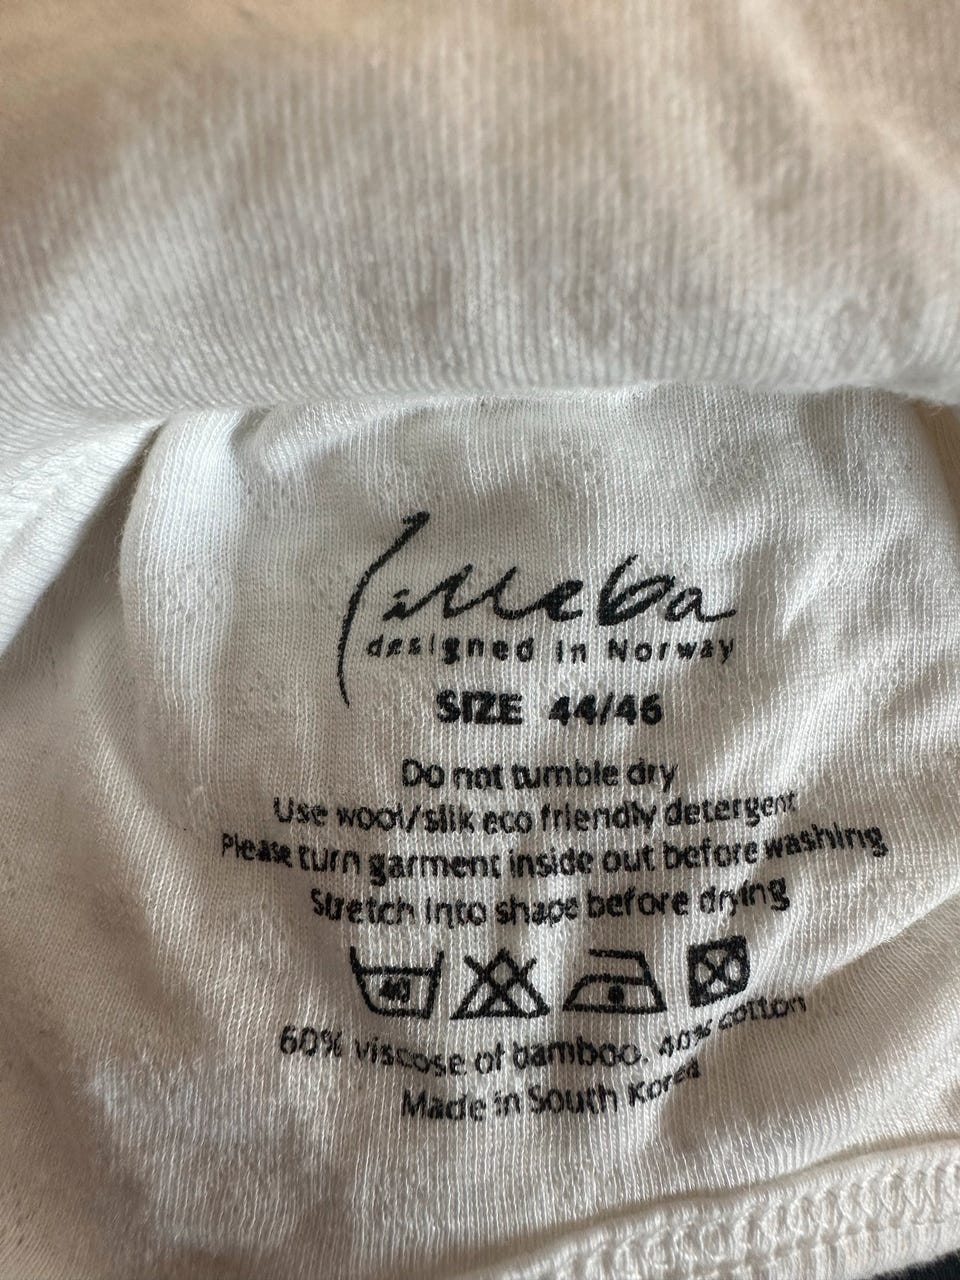 lilleba
designed in Norway
SIZE 44/46
Do not tumble dry
Use wool/silk eco friendly detergent
Please turn garment inside out before washing
Stretch into shape before drying
40
60% viscose of bamboo. 40% cotton
Made in South Korea